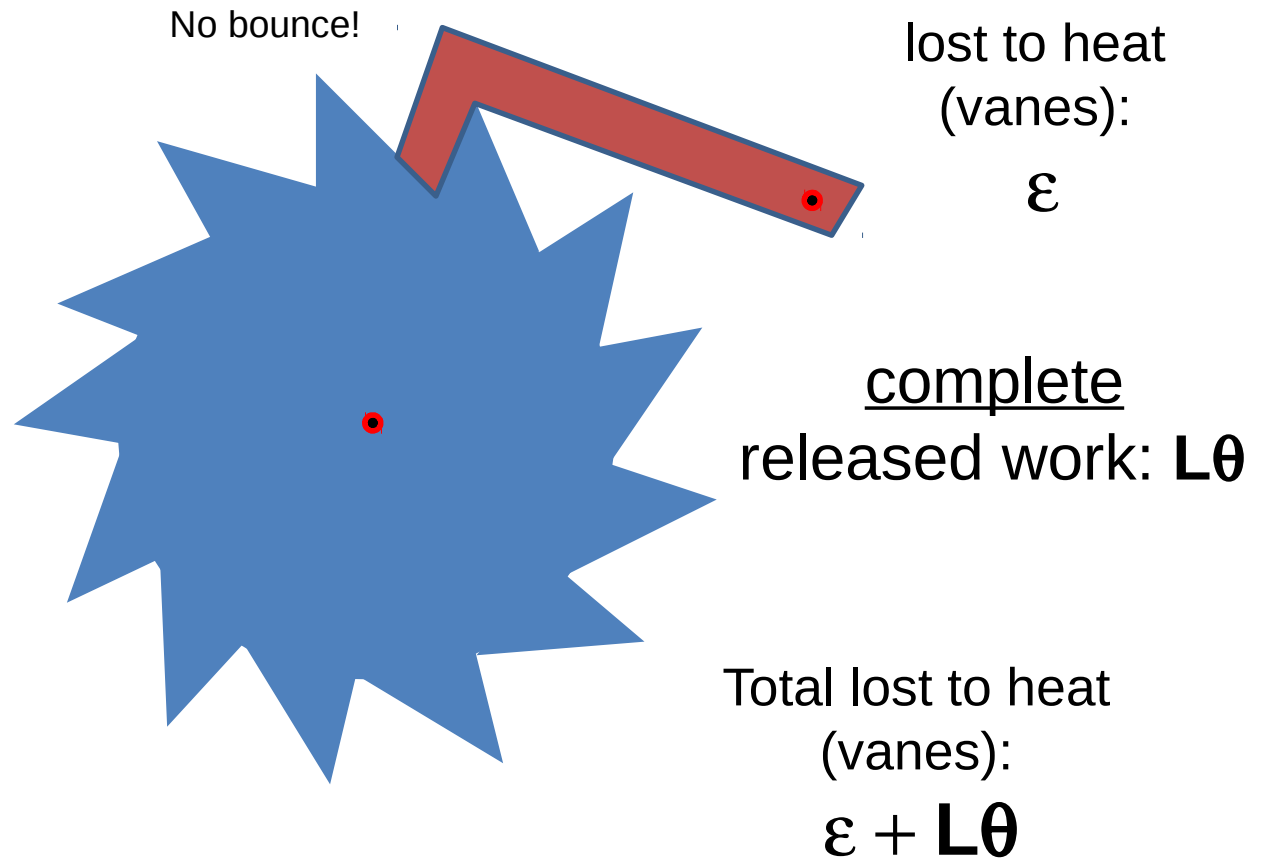 No bounce!
lost to heat
(vanes):
ε
complete
released work: Lθ
Total lost to heat
(vanes):
ε + Lθ